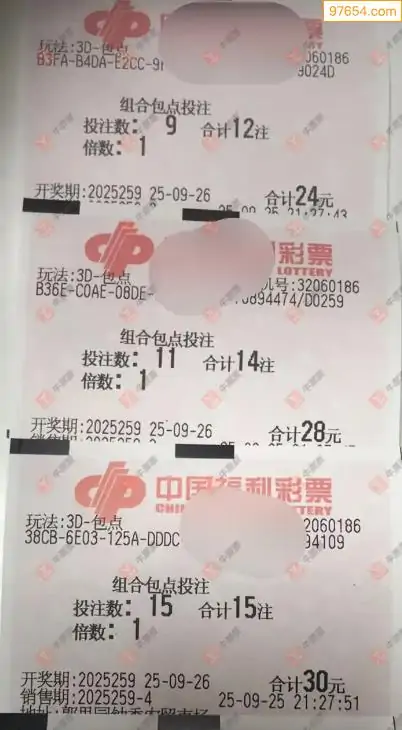 97654.com
玩法:3D-包点
060186
B3FA-B4DA-E2CC-9
9024D
组合包点投注
投注数: 9 合计12注
倍数: 1
开奖期:2025259 25-09-26 合计24元
利彩票
LOTTERY
玩法:3D-包点
机号:32060186
B36E-C0AE-08DE-
0894474/D0259
组合包点投注
投注数: 11 合计14注
倍数: 1
开奖期:2025259 25-09-26 合计28元
中国福利彩票
LOTTERY
玩法:3D-包点
2060186
38CB-6E03-125A-DDDC
94109
组合包点投注
投注数: 15 合计15注
倍数: 1
开奖期:2025259 25-09-26 合计30元
销售期:2025259-4 25-09-25 21:27:51